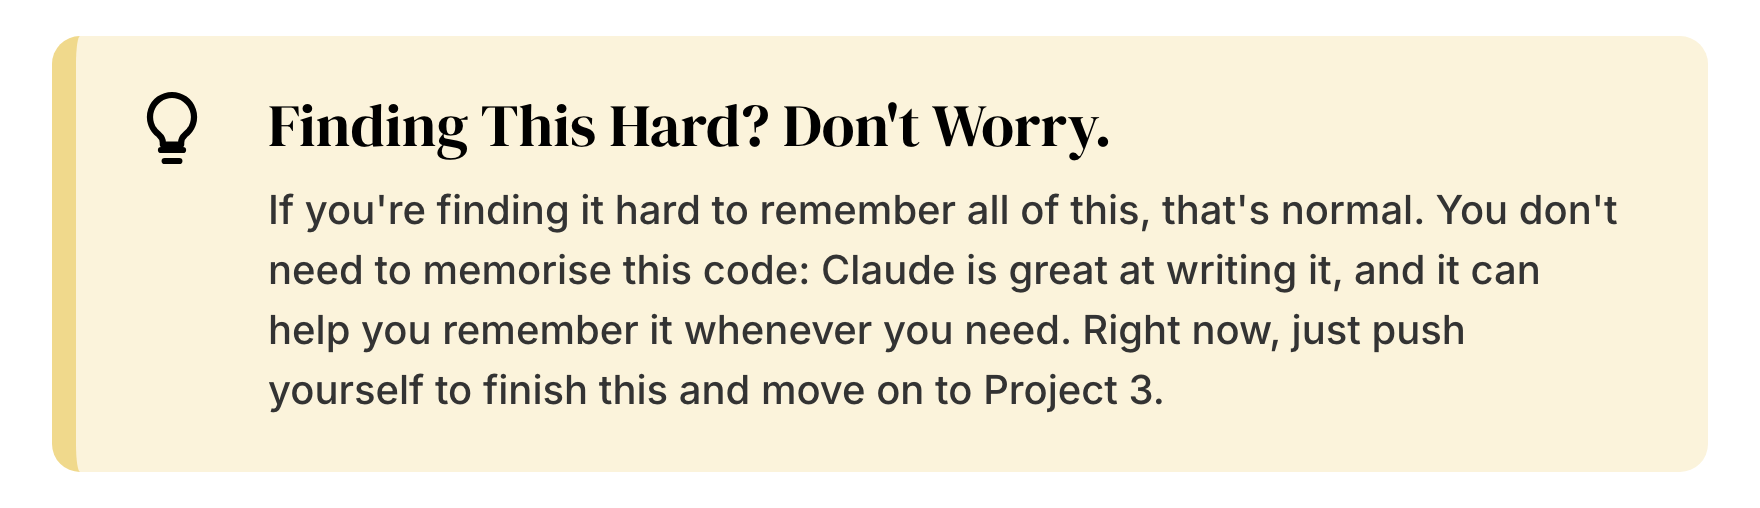 Finding This Hard? Don't Worry.
If you're finding it hard to remember all of this, that's normal. You don't
need to memorise this code: Claude is great at writing it, and it can
help you remember it whenever you need. Right now, just push
yourself to finish this and move on to Project 3.